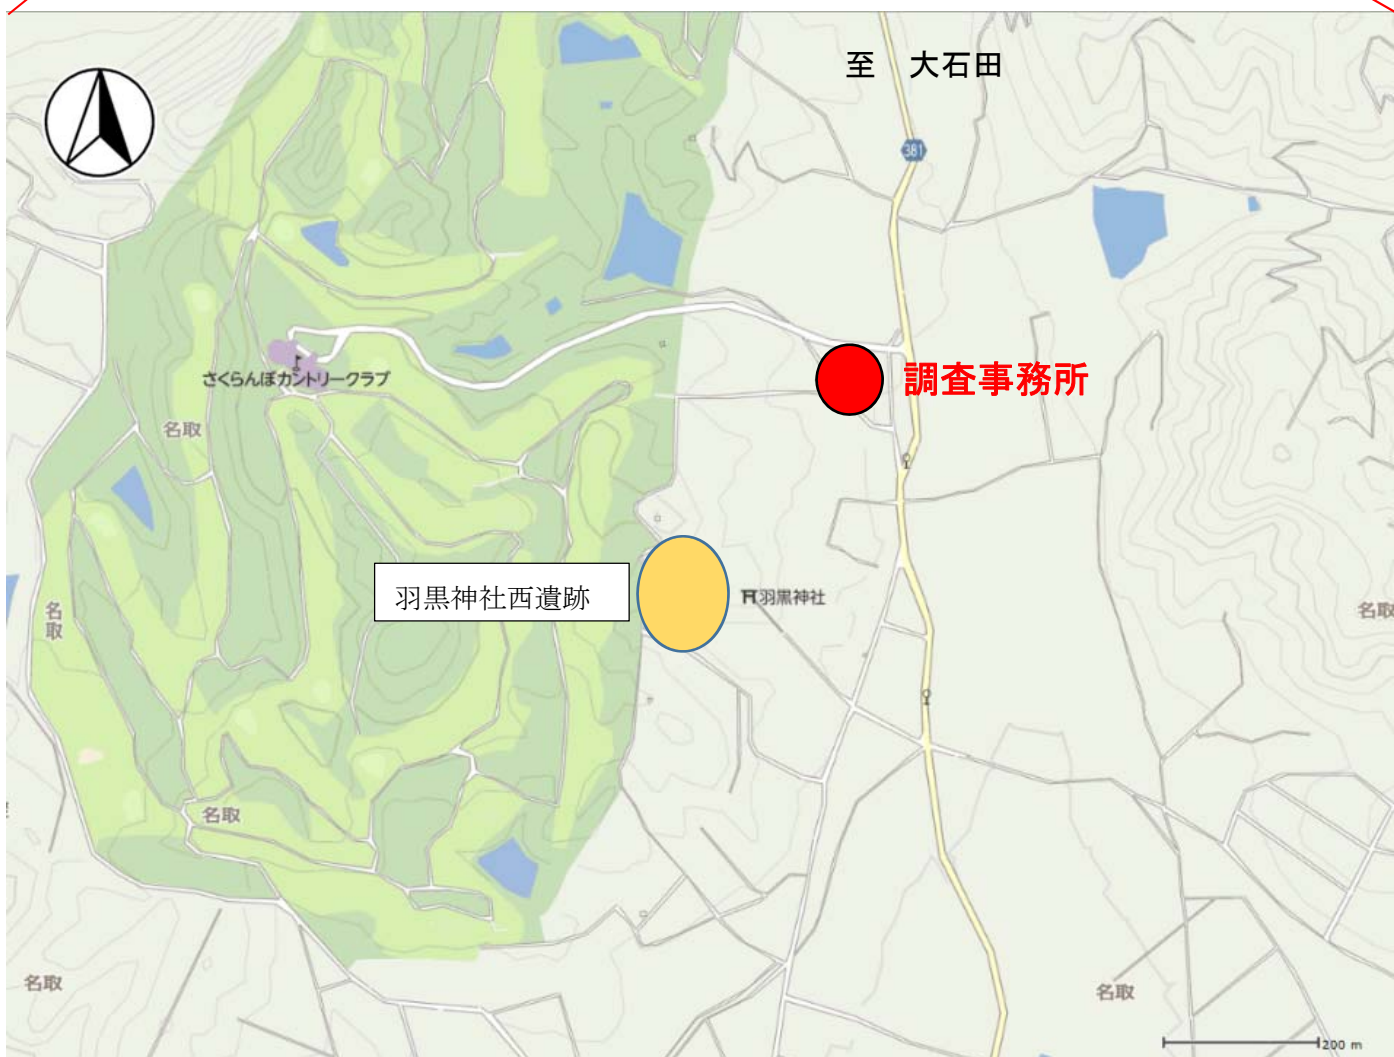 至 大石田
381
さくらんぼカントリークラブ
調査事務所
名取
羽黒神社西遺跡
羽黒神社
名取
名取
名取
名取
名取
200 m